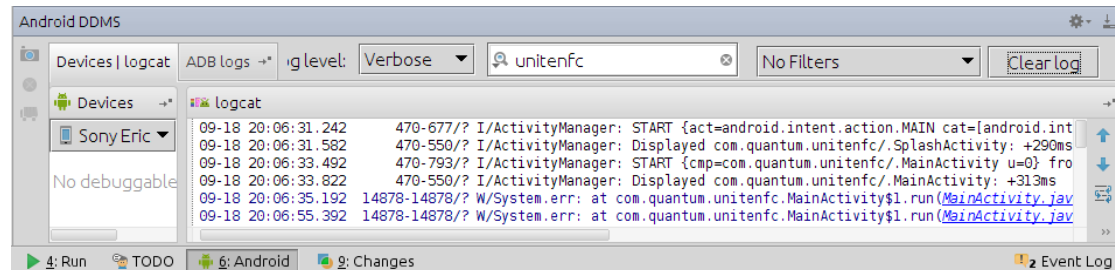 Android DDMS
Devices | logcat ADB logs g level: Verbose unitenfc No Filters Clear log
Devices logcat
Sony Eric
No debuggable
09-18 20:06:31.242 470-677/? I/ActivityManager: START {act=android.intent.action.MAIN cat=[android.int
09-18 20:06:31.582 470-550/? I/ActivityManager: Displayed com.quantum.unitenfc/.SplashActivity: +290ms
09-18 20:06:33.492 470-793/? I/ActivityManager: START {cmp=com.quantum.unitenfc/.MainActivity u=0} fro
09-18 20:06:33.822 470-550/? I/ActivityManager: Displayed com.quantum.unitenfc/.MainActivity: +313ms
09-18 20:06:35.192 14878-14878/? W/System.err: at com.quantum.unitenfc.MainActivity$1.run(MainActivity.jav
09-18 20:06:55.392 14878-14878/? W/System.err: at com.quantum.unitenfc.MainActivity$1.run(MainActivity.jav
4: Run TODO 6: Android 9: Changes 2 Event Log